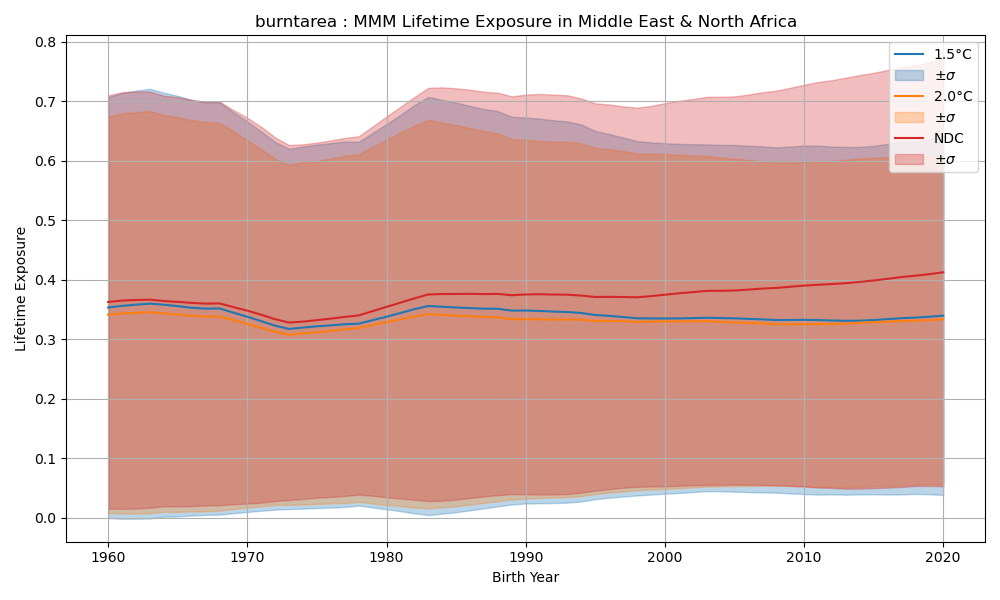 burntarea : MMM Lifetime Exposure in Middle East & North Africa
1.5°C
±σ
2.0°C
±σ
NDC
±σ
Lifetime Exposure
0.8
0.7
0.6
0.5
0.4
0.3
0.2
0.1
0.0
1960 1970 1980 1990 2000 2010 2020
Birth Year